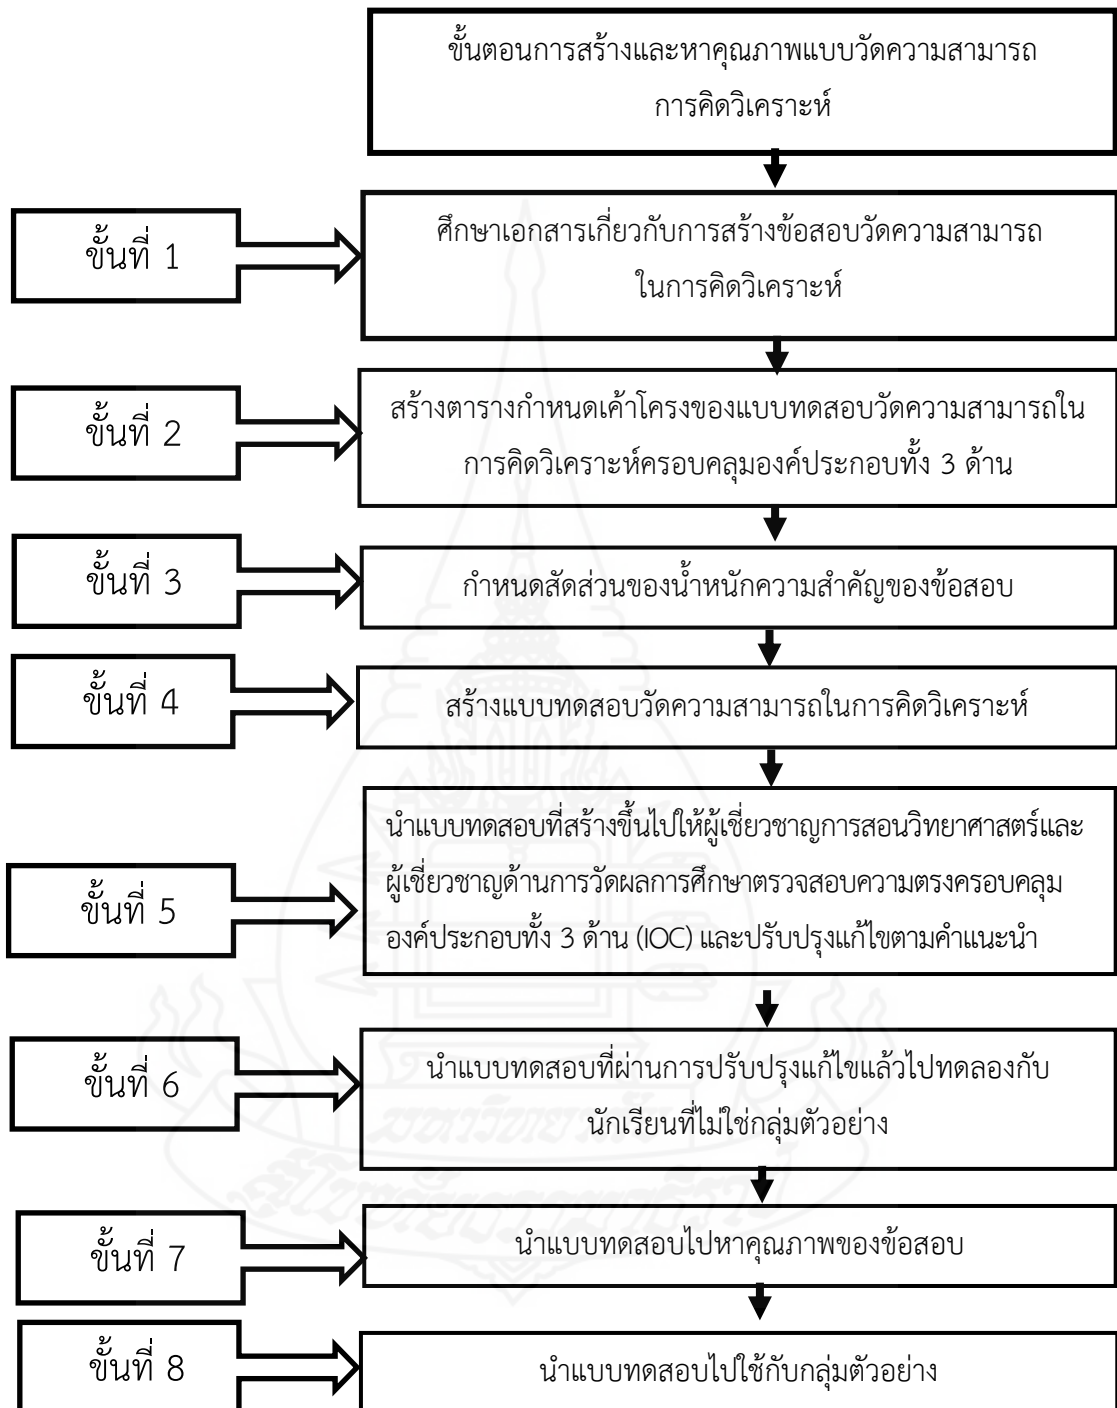 ขั้นตอนการสร้างและหาคุณภาพแบบวัดความสามารถ
การคิดวิเคราะห์
ขั้นที่ 1
ศึกษาเอกสารเกี่ยวกับการสร้างข้อสอบวัดความสามารถ
ในการคิดวิเคราะห์
ขั้นที่ 2
สร้างตารางกำหนดเค้าโครงของแบบทดสอบวัดความสามารถใน
การคิดวิเคราะห์ครอบคลุมองค์ประกอบทั้ง 3 ด้าน
ขั้นที่ 3
กำหนดสัดส่วนของน้ำหนักความสำคัญของข้อสอบ
ขั้นที่ 4
สร้างแบบทดสอบวัดความสามารถในการคิดวิเคราะห์
ขั้นที่ 5
นำแบบทดสอบที่สร้างขึ้นไปให้ผู้เชี่ยวชาญการสอนวิทยาศาสตร์และ
ผู้เชี่ยวชาญด้านการวัดผลการศึกษาตรวจสอบความตรงครอบคลุม
องค์ประกอบทั้ง 3 ด้าน (IOC) และปรับปรุงแก้ไขตามคำแนะนำ
ขั้นที่ 6
นำแบบทดสอบที่ผ่านการปรับปรุงแก้ไขแล้วไปทดลองกับ
นักเรียนที่ไม่ใช่กลุ่มตัวอย่าง
มหาวิทยาลัย
สุโขทัยธรรมาธิราช
ขั้นที่ 7
นำแบบทดสอบไปหาคุณภาพของข้อสอบ
ขั้นที่ 8
นำแบบทดสอบไปใช้กับกลุ่มตัวอย่าง